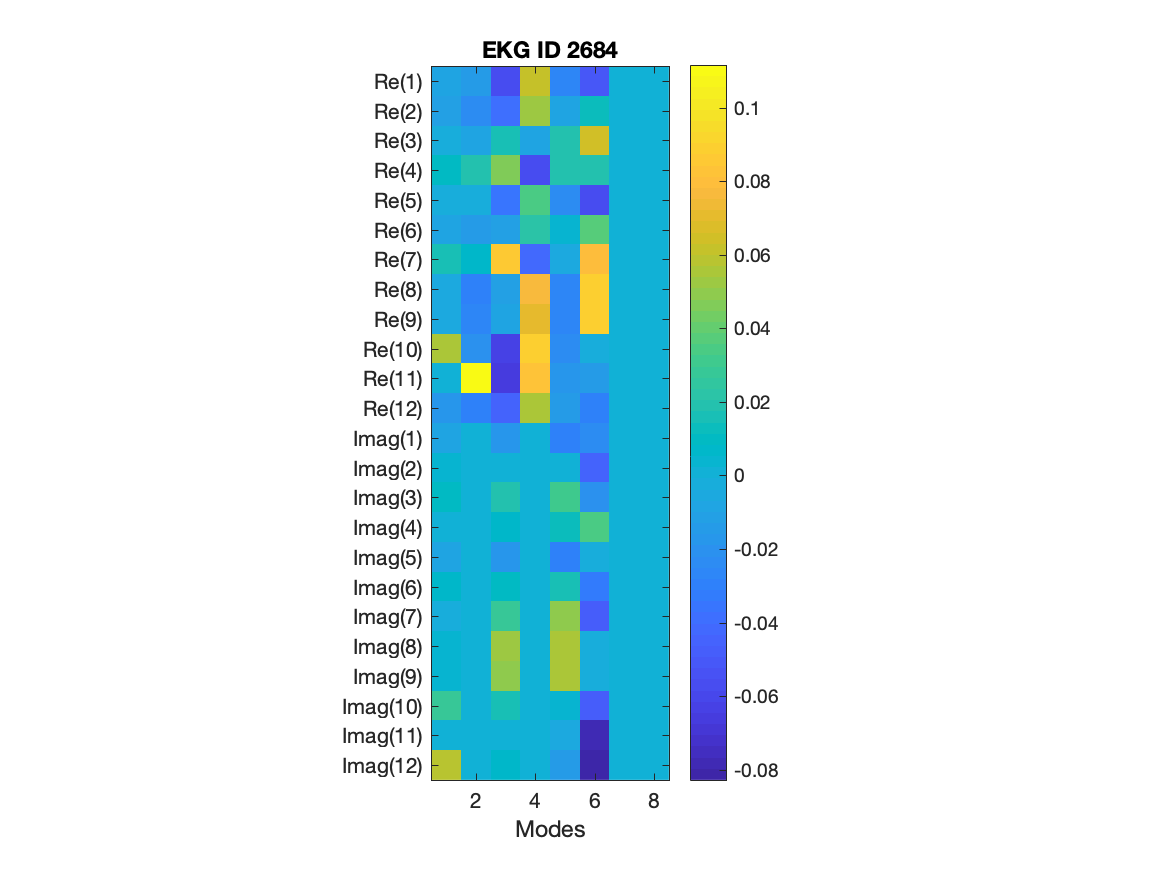 EKG ID 2684
Re(1)
Re(2)
Re(3)
Re(4)
Re(5)
Re(6)
Re(7)
Re(8)
Re(9)
Re(10)
Re(11)
Re(12)
Imag(1)
Imag(2)
Imag(3)
Imag(4)
Imag(5)
Imag(6)
Imag(7)
Imag(8)
Imag(9)
Imag(10)
Imag(11)
Imag(12)
2 4 6 8
Modes
0.1
0.08
0.06
0.04
0.02
0
-0.02
-0.04
-0.06
-0.08